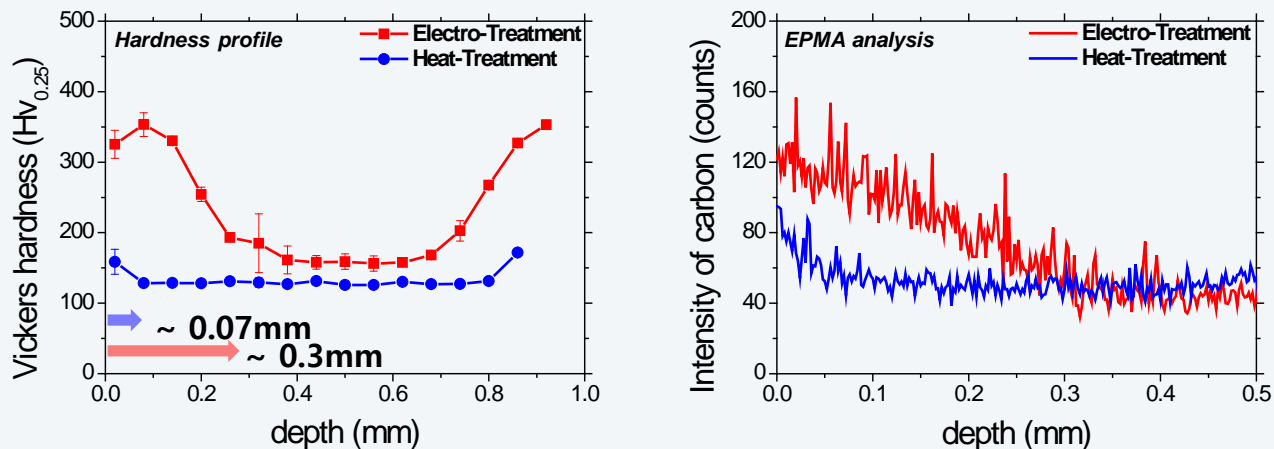 Hardness profile
Electro-Treatment
Heat-Treatment
Vickers hardness (Hv0.25)
500
400
300
200
100
0
~ 0.07mm
~ 0.3mm
0.0 0.2 0.4 0.6 0.8 1.0
depth (mm)
EPMA analysis
Electro-Treatment
Heat-Treatment
Intensity of carbon (counts)
200
160
120
80
40
0
0.0 0.1 0.2 0.3 0.4 0.5
depth (mm)